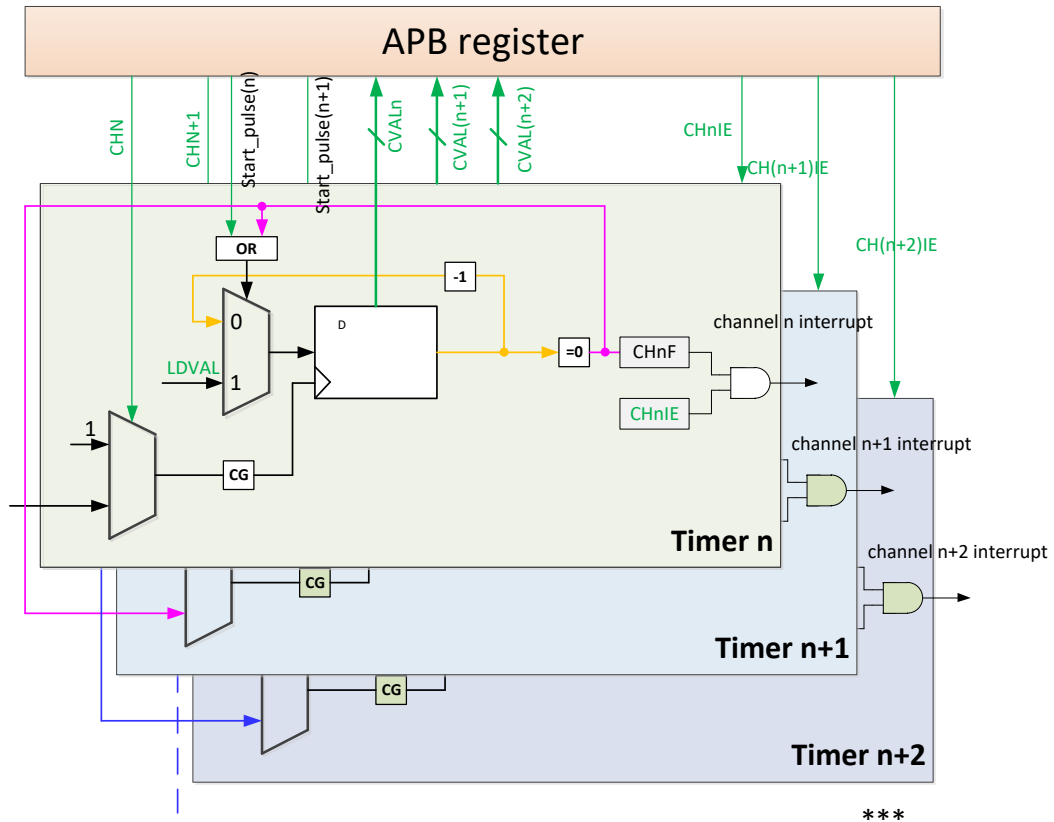 APB register
CHN
CHN+1
Start_pulse(n)
Start_pulse(n+1)
CVALn
CVAL(n+1)
CVAL(n+2)
CHnIE
CH(n+1)IE
CH(n+2)IE
OR
-1
0
D
LDVAL
1
=0
CHnF
channel n interrupt
CHnIE
1
CG
channel n+1 interrupt
Timer n
channel n+2 interrupt
CG
Timer n+1
CG
Timer n+2
***